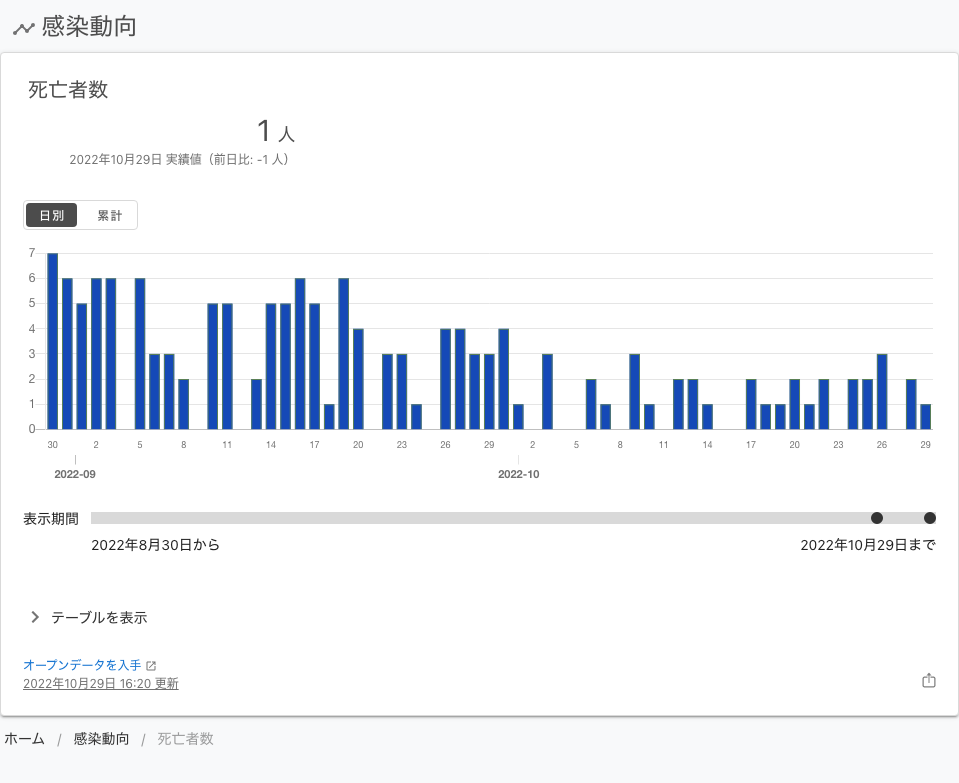 感染動向
死亡者数
1 人
2022年10月29日 実績値（前日比: -1 人）
日別 累計
7
6
5
4
3
2
1
0
30 2 5 8 11 14 17 20 23 26 29 2 5 8 11 14 17 20 23 26 29
2022-09 2022-10
表示期間
2022年8月30日から 2022年10月29日まで
テーブルを表示
オープンデータを入手
2022年10月29日 16:20 更新
ホーム / 感染動向 / 死亡者数